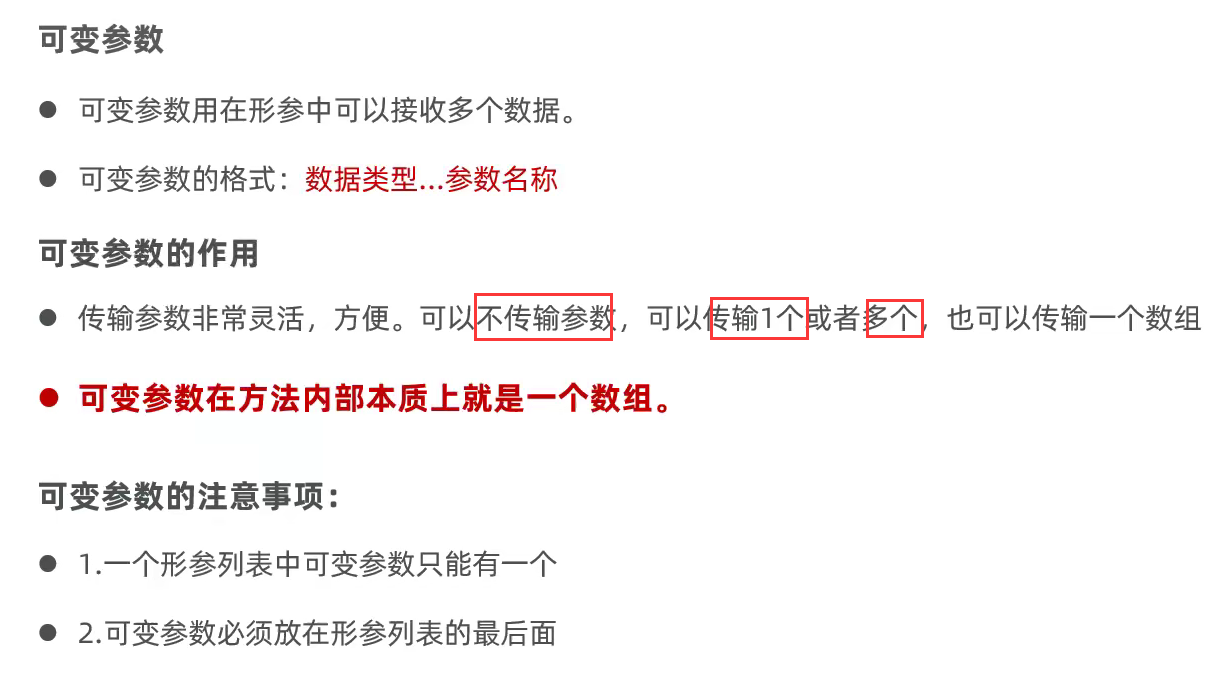 可变参数
● 可变参数用在形参中可以接收多个数据。
● 可变参数的格式：数据类型...参数名称
可变参数的作用
● 传输参数非常灵活，方便。可以不传输参数，可以传输1个或者多个，也可以传输一个数组
● 可变参数在方法内部本质上就是一个数组。
可变参数的注意事项：
● 1.一个形参列表中可变参数只能有一个
● 2.可变参数必须放在形参列表的最后面